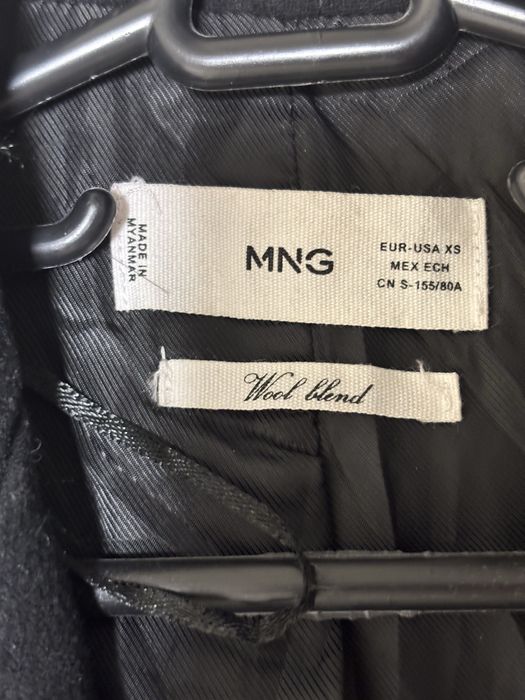 MADE IN
MYANMAR
MNG
EUR-USA XS
MEX ECH
CN S-155/80A
Wool blend